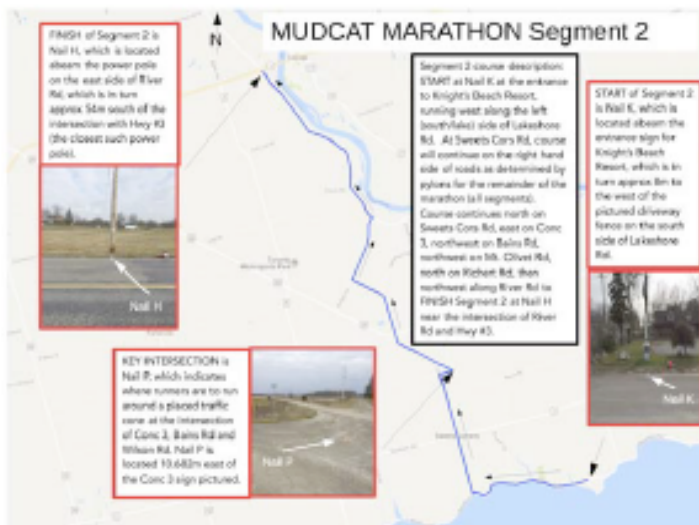 MUDCAT MARATHON Segment 2
N
FINISH of Segment 2 is
Nail H, which is located
abeam the power pole
on the east side of River
Rd, which is in turn
approx 54m south of the
intersection with Hwy #3
(the closest such power
pole).
Nail H
Segment 2 course description:
START at Nail K at the entrance
to Knight's Beach Resort,
running west along the left
(south/lake) side of Lakeshore
Rd. At Sweets Cors Rd, course
will continue on the right hand
side of roads as determined by
pylons for the remainder of the
marathon (all segments).
Course continues north on
Sweets Cors Rd, east on Conc
3, northwest on Bains Rd,
northwest on Mt. Olivet Rd,
north on Richert Rd, then
northwest along River Rd to
FINISH Segment 2 at Nail H
near the intersection of River
Rd and Hwy #3.
START of Segment 2
is Nail K, which is
located abeam the
entrance sign for
Knight's Beach
Resort, which is in
turn approx 8m to
the west of the
pictured driveway
fence on the south
side of Lakeshore
Rd.
Nail K
KEY INTERSECTION is
Nail P, which indicates
where runners are to run
around a placed traffic
cone at the intersection
of Conc 3, Bains Rd and
Wilson Rd. Nail P is
located 10.682m east of
the Conc 3 sign pictured.
Nail P